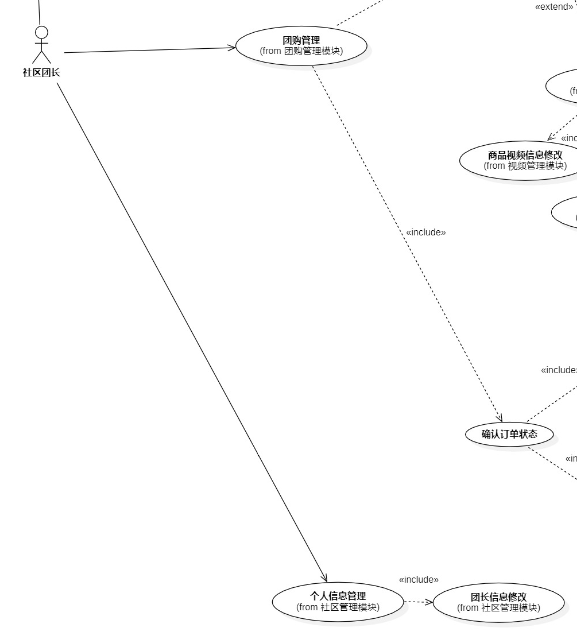 «extend»
团购管理
(from 团购管理模块)
社区团长
商品视频信息修改
(from 视频管理模块)
«include»
确认订单状态
«include»
个人信息管理
(from 社区管理模块)
团长信息修改
(from 社区管理模块)